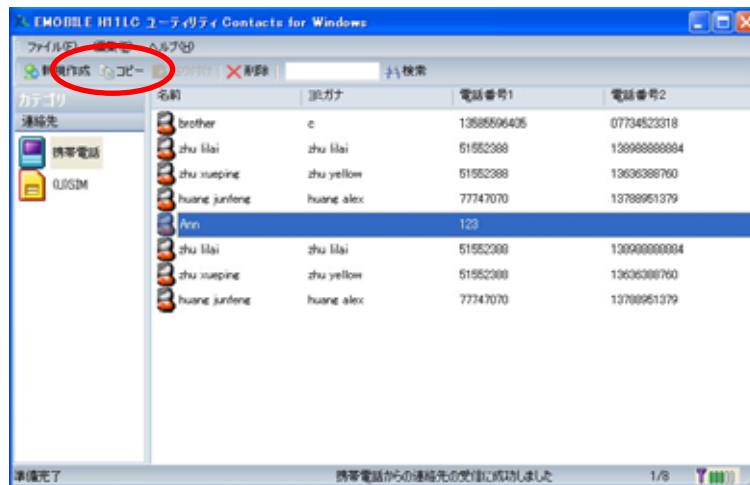 EMOBILE H11LC ユーティリティ Contacts for Windows
ファイル(F) 編集(E) ヘルプ(H)
新規作成 コピー 削除 検索
カテゴリ
連絡先
携帯電話
0,0SIM
名前 ヨミガナ 電話番号1 電話番号2
brother c 13585596405 07734523318
zhu lilai zhu lilai 51552388 138988888884
zhu xueping zhu yellow 51552388 13636388760
huang junfeng huang alex 77747070 13788951379
Ann 123
zhu lilai zhu lilai 51552388 138988888884
zhu xueping zhu yellow 51552388 13636388760
huang junfeng huang alex 77747070 13788951379
準備完了 携帯電話からの連絡先の受信に成功しました 1/8